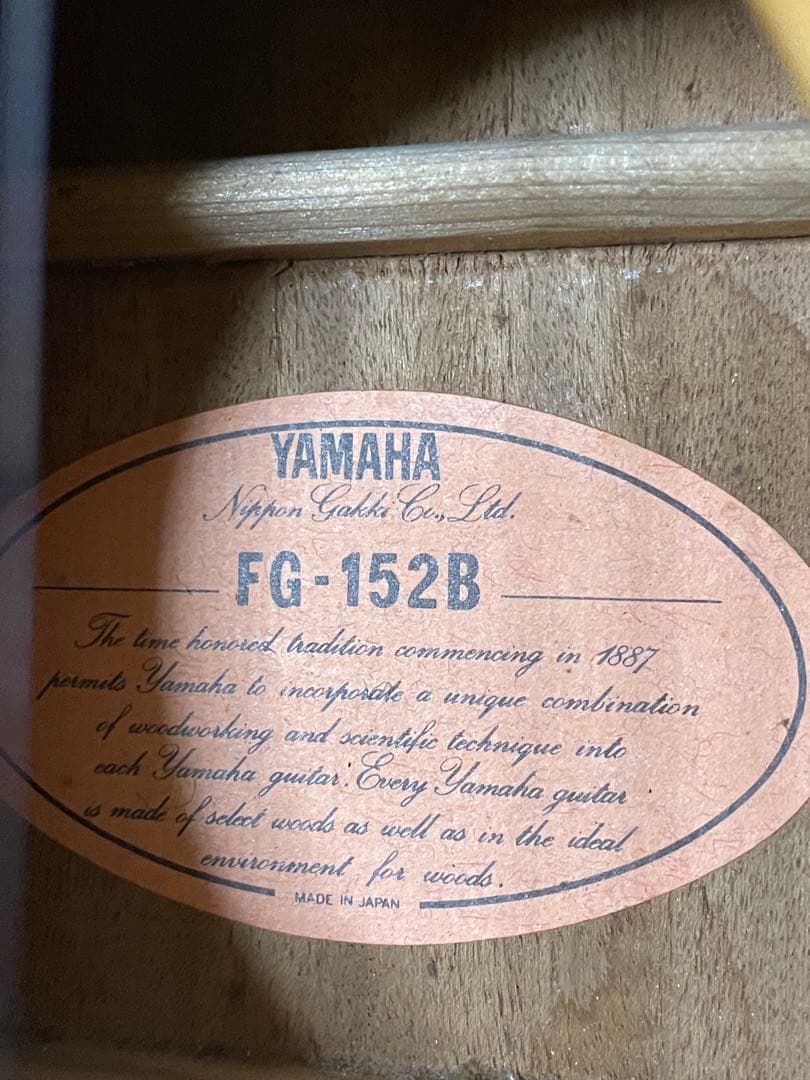 YAMAHA
Nippon Gakki Co., Ltd.
FG-152B
The time honored tradition commencing in 1887
permits Yamaha to incorporate a unique combination
of woodworking and scientific technique into
each Yamaha guitar. Every Yamaha guitar
is made of select woods as well as in the ideal
environment for woods.
MADE IN JAPAN